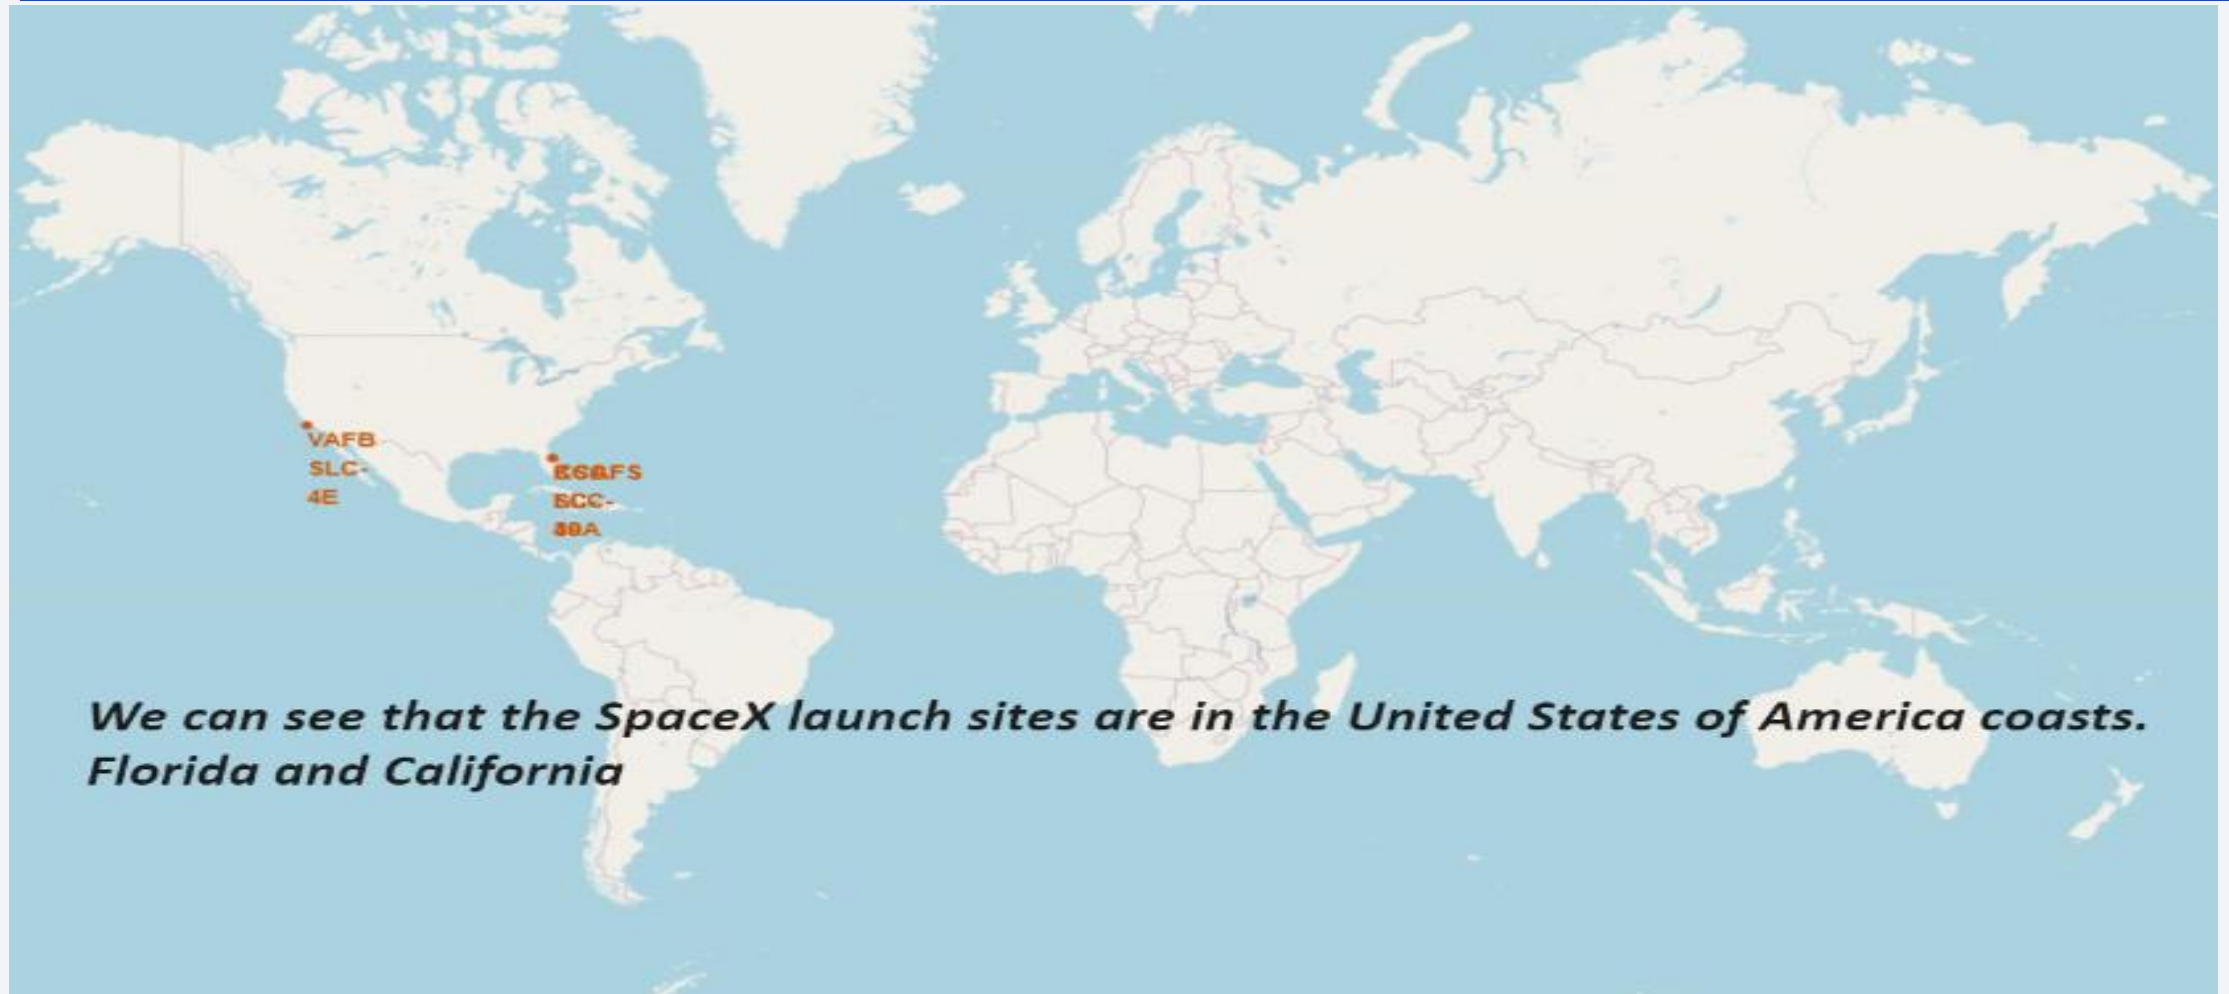 VAFB
SLC-
4E
We can see that the SpaceX launch sites are in the United States of America coasts.
Florida and California